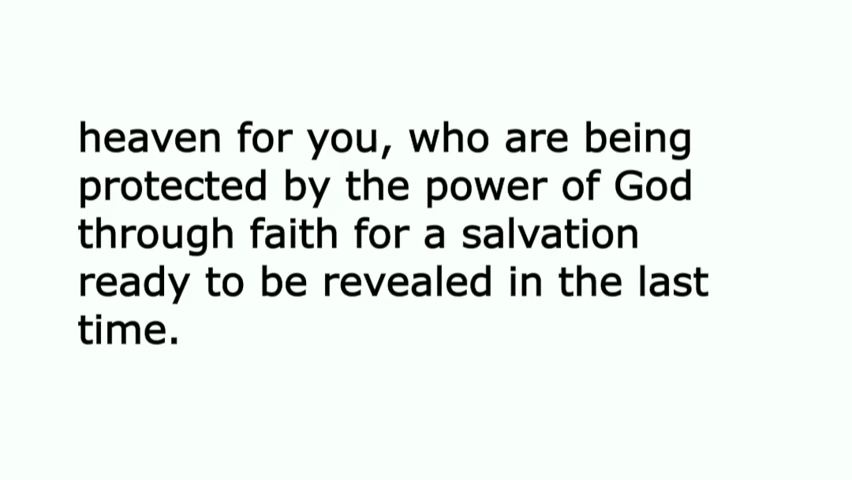 heaven for you, who are being
protected by the power of God
through faith for a salvation
ready to be revealed in the last
time.